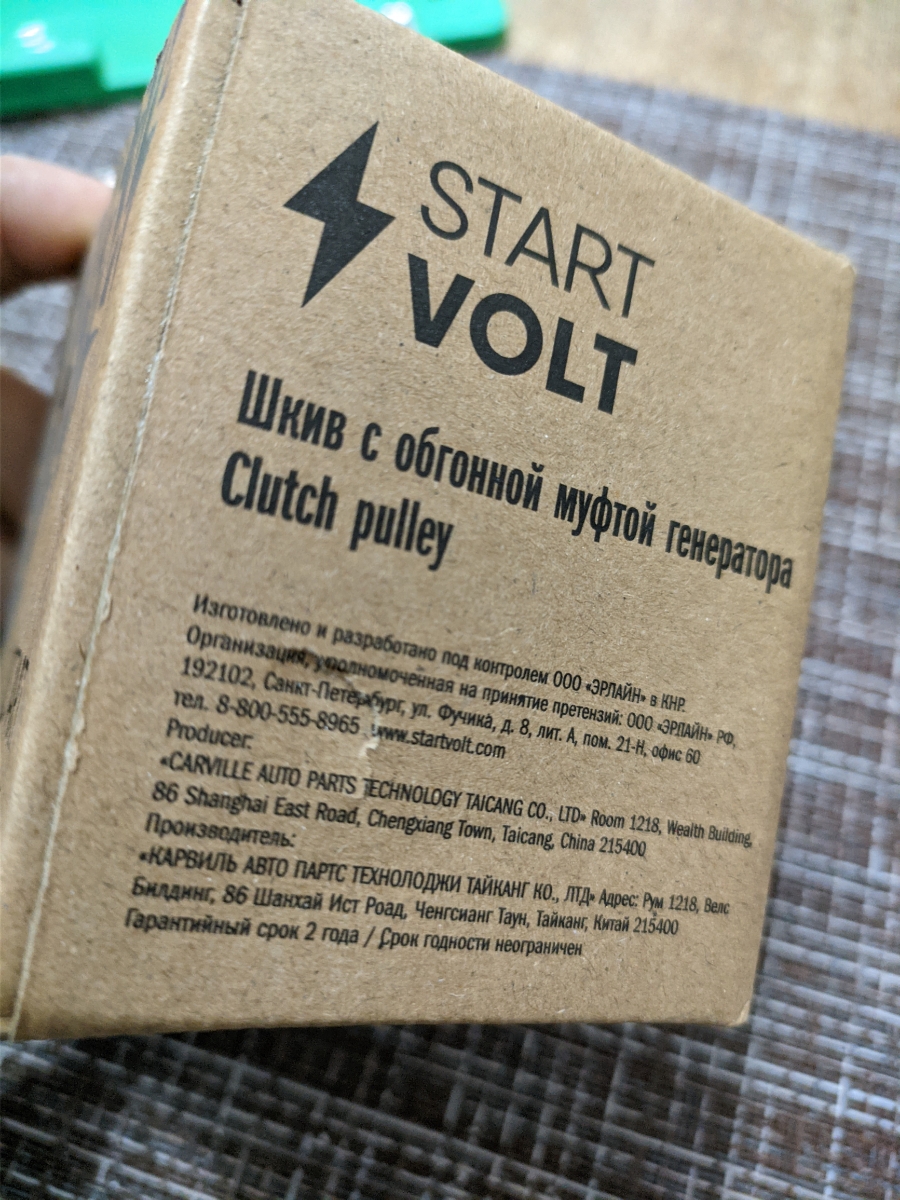 START
VOLT
Шкив с обгонной муфтой генератора
Clutch pulley
Изготовлено и разработано под контролем ООО «ЭРЛАЙН» в КНР.
Организация, уполномоченная на принятие претензий: ООО «ЭРЛАЙН» РФ,
192102, Санкт-Петербург, ул. Фучика, д. 8, лит. А, пом. 21-Н, офис 60
тел. 8-800-555-8965 www.startvolt.com
Producer:
«CARVILLE AUTO PARTS TECHNOLOGY TAICANG CO., LTD» Room 1218, Wealth Building,
86 Shanghai East Road, Chengxiang Town, Taicang, China 215400
Производитель:
«КАРВИЛЬ АВТО ПАРТС ТЕХНОЛОДЖИ ТАЙКАНГ КО., ЛТД» Адрес: Рум 1218, Велс
Билдинг, 86 Шанхай Ист Роад, Ченгсианг Таун, Тайканг, Китай 215400
Гарантийный срок 2 года / Срок годности неограничен